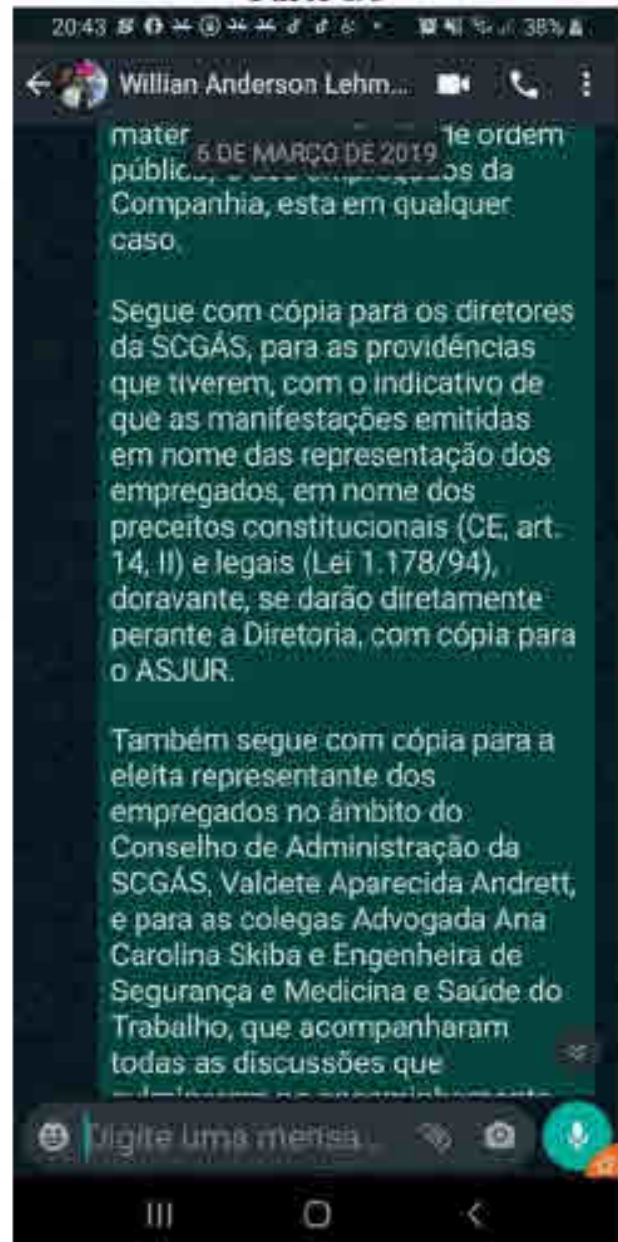 20:43 38%
Willian Anderson Lehm...
mater de ordem
6 DE MARÇO DE 2019
pública, os da
Companhia, esta em qualquer
caso.
Segue com cópia para os diretores
da SCGÁS, para as providências
que tiverem, com o indicativo de
que as manifestações emitidas
em nome das representação dos
empregados, em nome dos
preceitos constitucionais (CE, art.
14, II) e legais (Lei 1.178/94),
doravante, se darão diretamente
perante a Diretoria, com cópia para
o ASJUR.
Também segue com cópia para a
eleita representante dos
empregados no âmbito do
Conselho de Administração da
SCGÁS, Valdete Aparecida Andrett,
e para as colegas Advogada Ana
Carolina Skiba e Engenheira de
Segurança e Medicina e Saúde do
Trabalho, que acompanharam
todas as discussões que
Digite uma mensa...